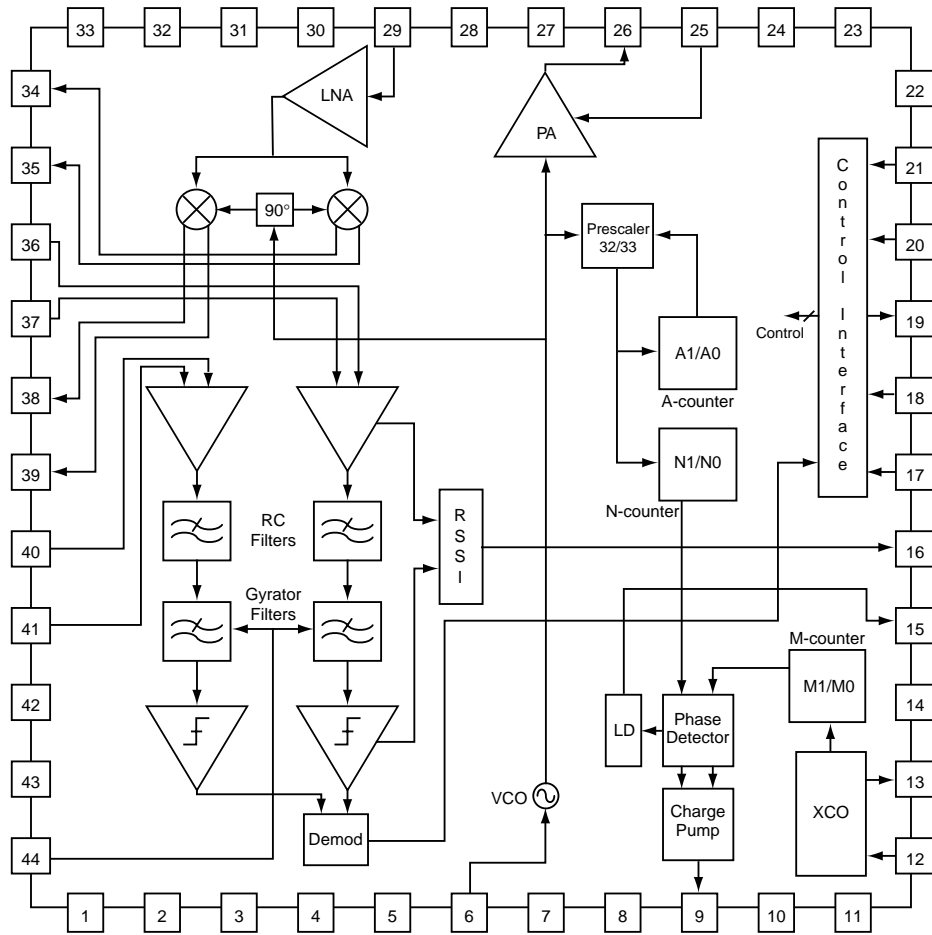 33 32 31 30 29 28 27 26 25 24 23
34
LNA
22
PA
35
21
90°
Prescaler
32/33
36
20
Control Interface
37
Control
19
A1/A0
38
A-counter
18
39
N1/N0
17
N-counter
RSSI
RC
Filters
40
16
Gyrator
Filters
41
15
M-counter
M1/M0
42
14
LD
Phase
Detector
43
13
VCO
Charge
Pump
XCO
Demod
44
12
1 2 3 4 5 6 7 8 9 10 11